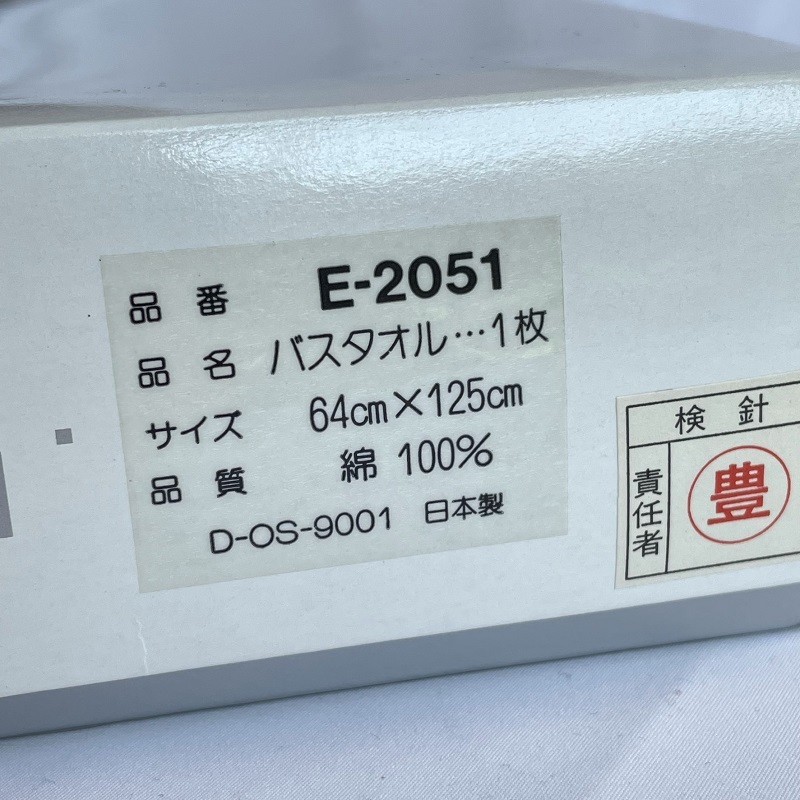 品番 E-2051
品名 バスタオル…1枚
サイズ 64cm×125cm
品質 綿 100%
D-OS-9001 日本製
検針
責任者 豊